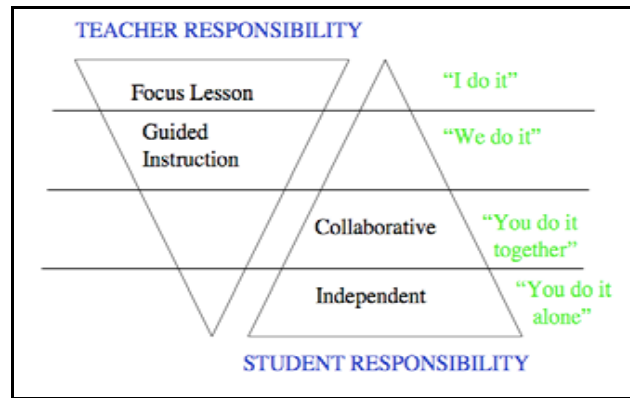 TEACHER RESPONSIBILITY
Focus Lesson
“I do it”
Guided
Instruction
“We do it”
Collaborative
“You do it
together”
Independent
“You do it
alone”
STUDENT RESPONSIBILITY